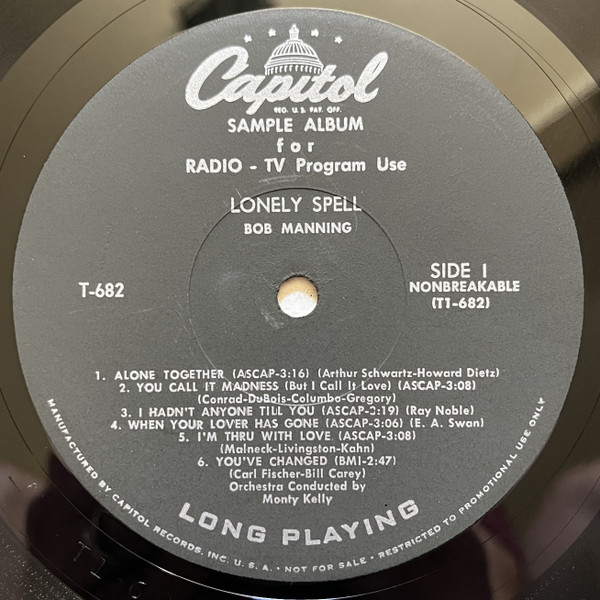 Capitol
REG. U.S. PAT. OFF.
SAMPLE ALBUM
for
RADIO - TV Program Use
LONELY SPELL
BOB MANNING
T-682
SIDE 1
NONBREAKABLE
(T1-682)
1. ALONE TOGETHER (ASCAP-3:16) (Arthur Schwartz-Howard Dietz)
2. YOU CALL IT MADNESS (But I Call It Love) (ASCAP-3:08)
(Conrad-DuBois-Columbo-Gregory)
3. I HADN'T ANYONE TILL YOU (ASCAP-3:19) (Ray Noble)
4. WHEN YOUR LOVER HAS GONE (ASCAP-3:06) (E. A. Swan)
5. I'M THRU WITH LOVE (ASCAP-3:08)
(Malneck-Livingston-Kahn)
6. YOU'VE CHANGED (BMI-2:47)
(Carl Fischer-Bill Carey)
Orchestra Conducted by
Monty Kelly
LONG PLAYING
MANUFACTURED BY CAPITOL RECORDS, INC. U.S.A. • NOT FOR SALE • RESTRICTED TO PROMOTIONAL USE ONLY